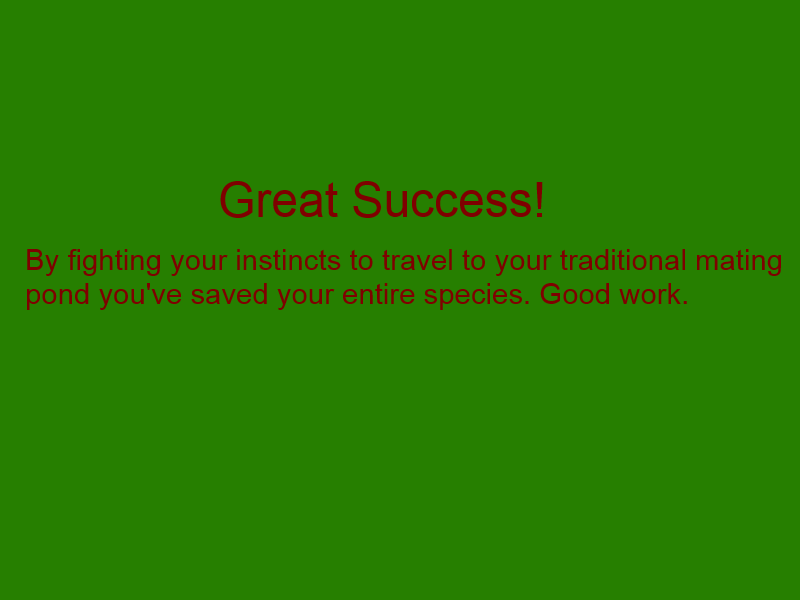 Great Success!
By fighting your instincts to travel to your traditional mating
pond you've saved your entire species. Good work.